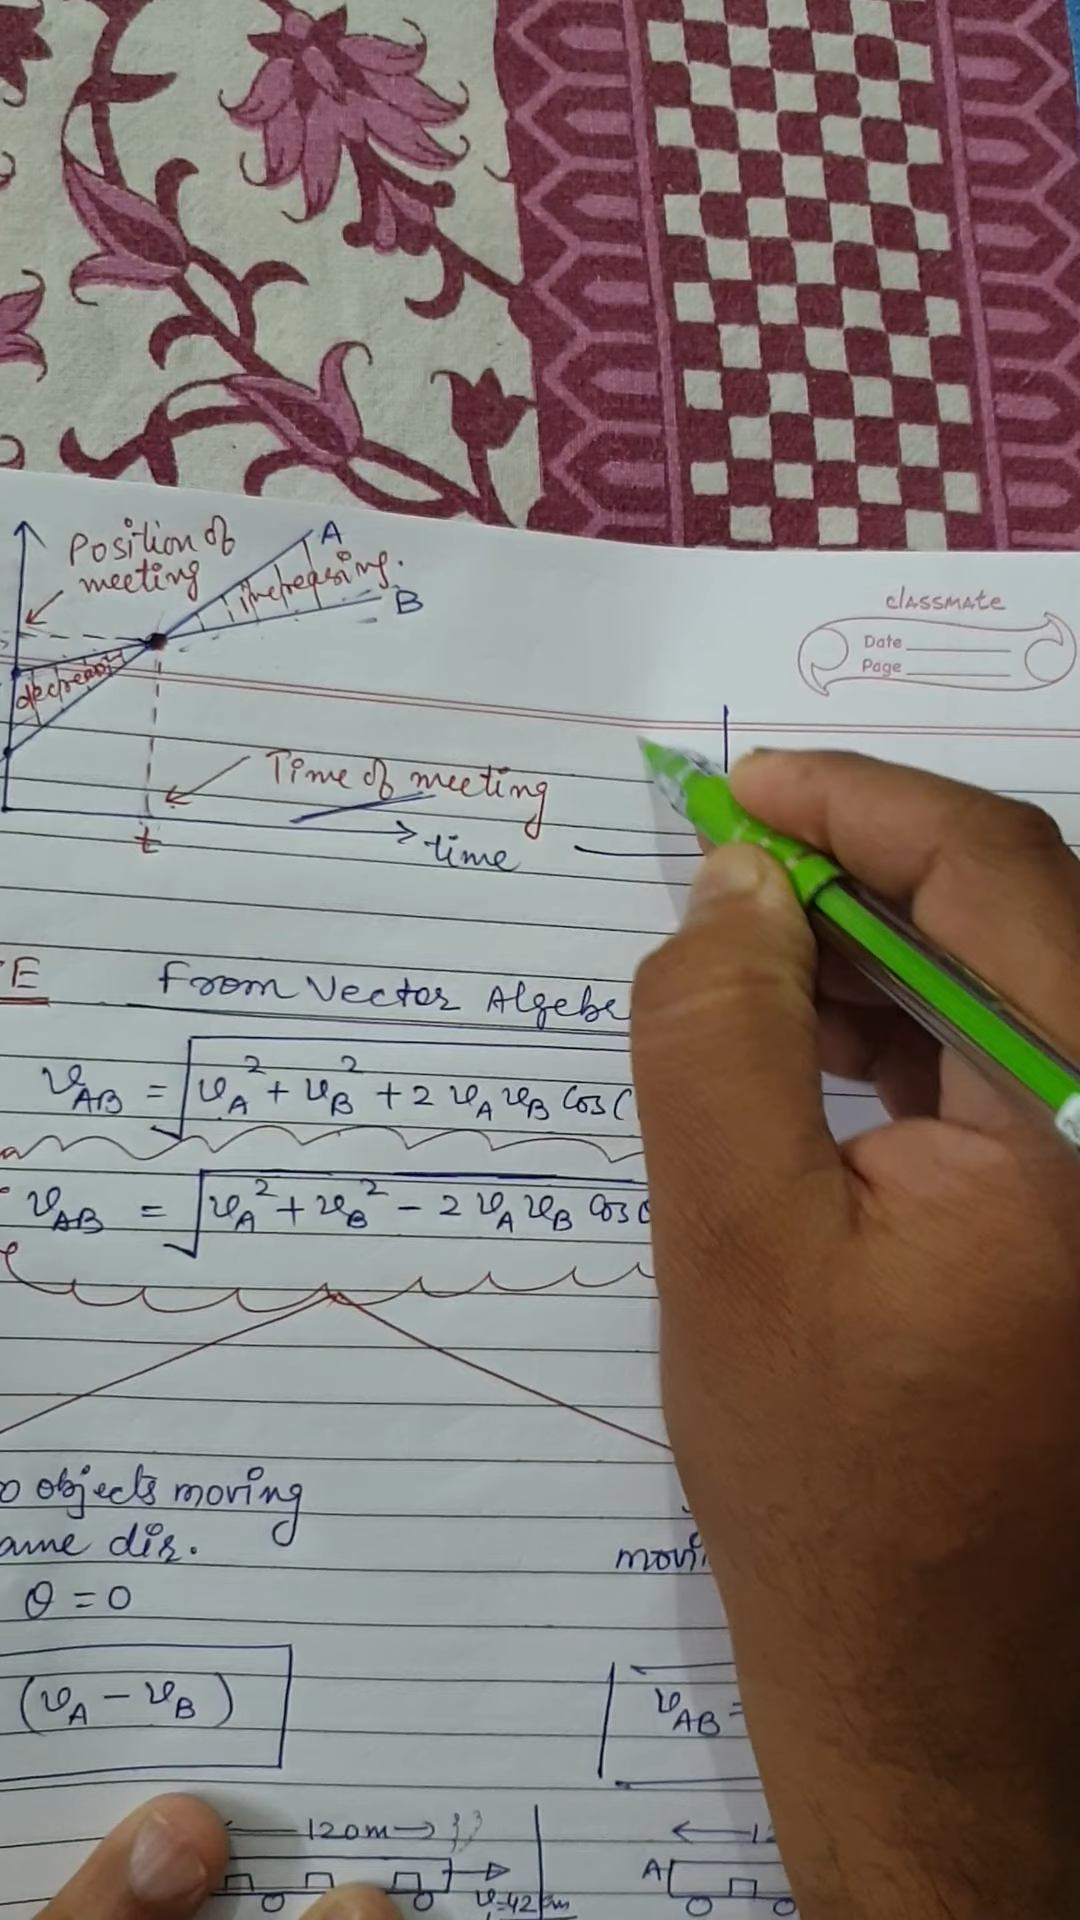 Position of
meeting
A
increasing.
B
decreasing
Time of meeting
time
t
classmate
Date
Page
E
From Vector Algebr
v_AB = √v_A² + v_B² + 2 v_A v_B Cos(
v_AB = √v_A² + v_B² - 2 v_A v_B Cos
o objects moving
ame dir.
θ = 0
(v_A - v_B)
movi
v_AB =
120m
v=42
A